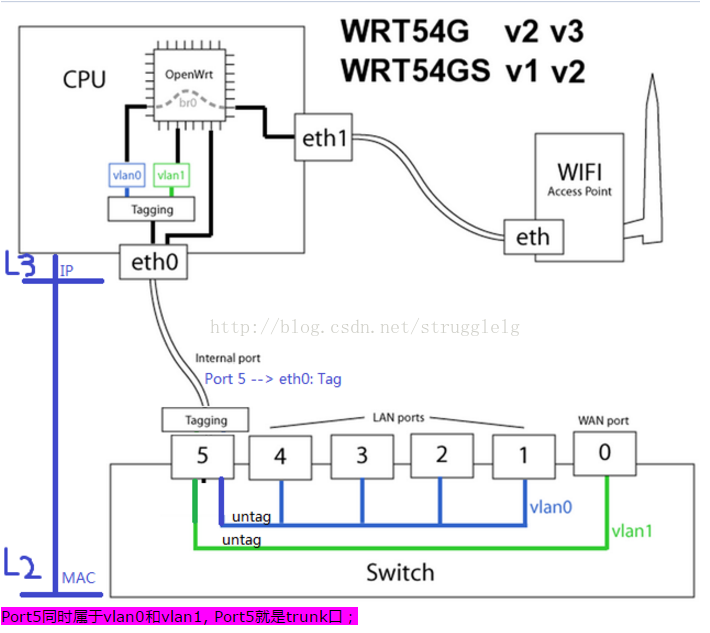 WRT54G v2 v3
WRT54GS v1 v2
CPU
OpenWrt
br0
eth1
vlan0
vlan1
Tagging
WIFI
Access Point
eth
eth0
L3
IP
http://blog.csdn.net/strugglelg
Internal port
Port 5 --> eth0: Tag
Tagging
LAN ports
WAN port
5
4
3
2
1
0
untag
vlan0
untag
vlan1
L2
MAC
Switch
Port5同时属于vlan0和vlan1, Port5就是trunk口；